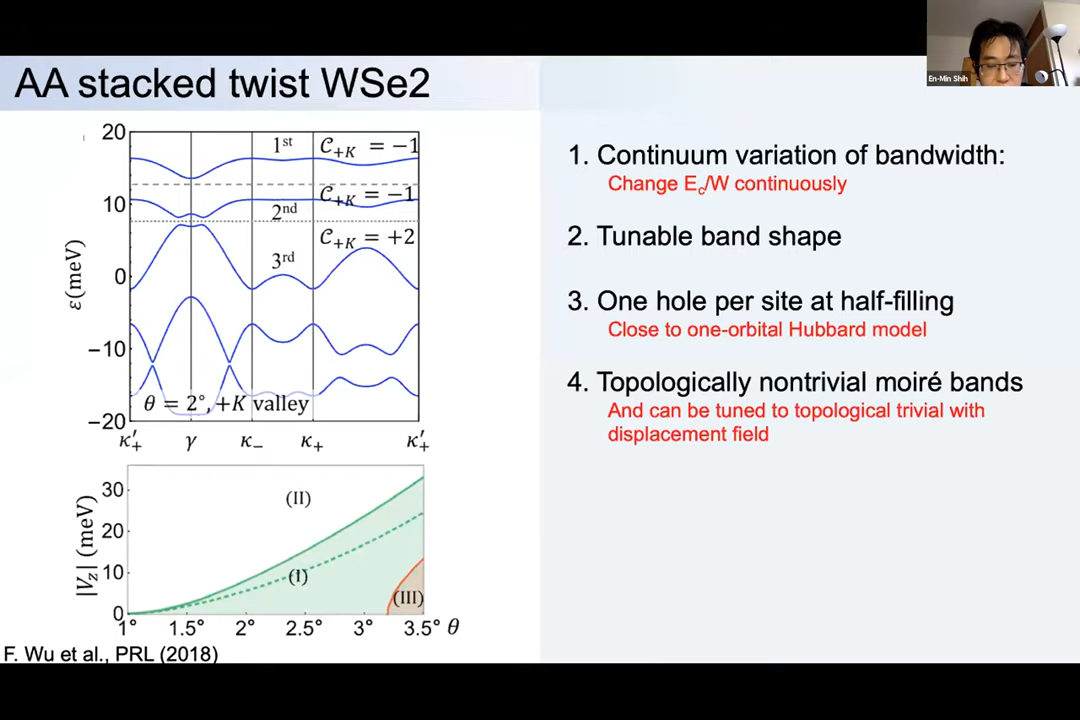 En-Min Shih
AA stacked twist WSe2
20
10
0
−10
−20
ε(meV)
1st 𝒞+K = −1
𝒞+K = −1
2nd
𝒞+K = +2
3rd
θ = 2°, +K valley
κ′+ γ κ− κ+ κ′+
|Vz| (meV)
30
20
10
0
(II)
(I)
(III)
1° 1.5° 2° 2.5° 3° 3.5° θ
F. Wu et al., PRL (2018)
1. Continuum variation of bandwidth:
Change Ec/W continuously
2. Tunable band shape
3. One hole per site at half-filling
Close to one-orbital Hubbard model
4. Topologically nontrivial moiré bands
And can be tuned to topological trivial with
displacement field